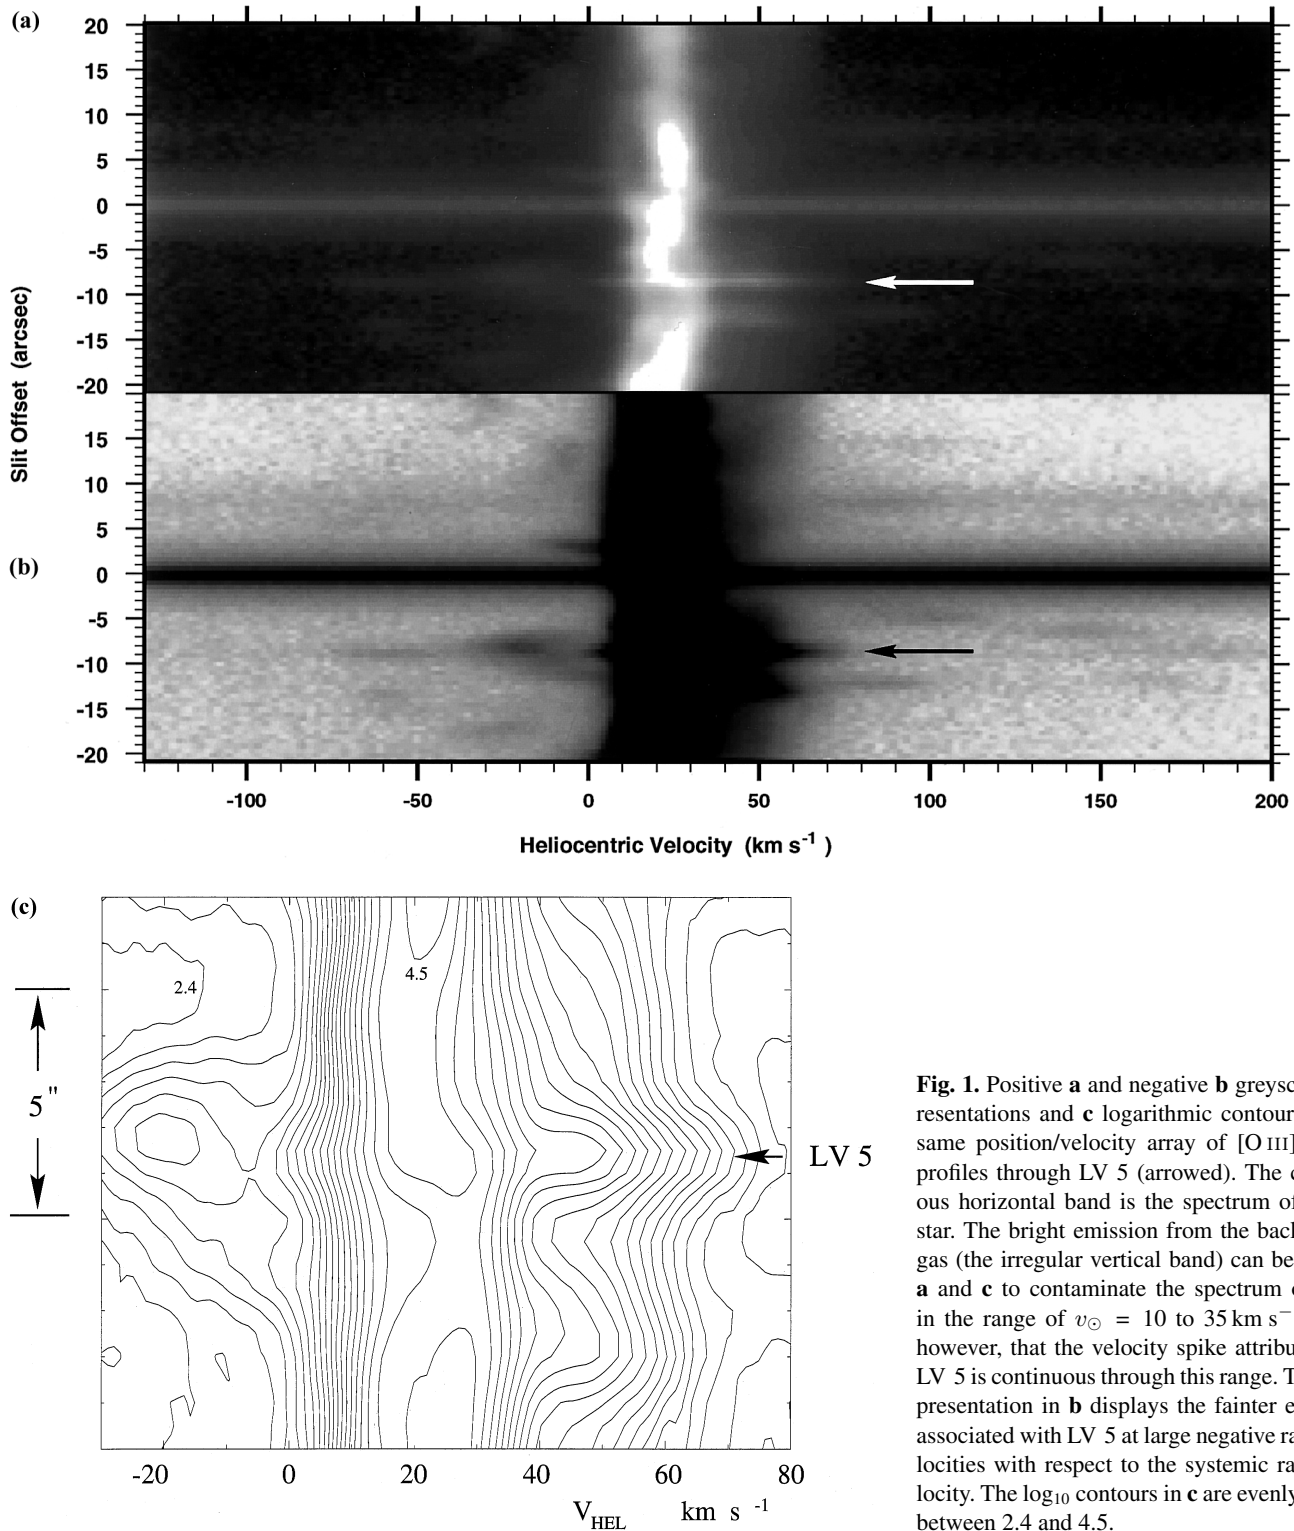 (a)
20
15
10
5
0
-5
-10
-15
-20
15
10
5
0
-5
-10
-15
-20
Slit Offset (arcsec)
(b)
-100 -50 0 50 100 150 200
Heliocentric Velocity (km s-1 )
(c)
2.4
4.5
5"
LV 5
-20 0 20 40 60 80
VHEL km s -1
Fig. 1. Positive a and negative b greysc
resentations and c logarithmic contour
same position/velocity array of [O III]
profiles through LV 5 (arrowed). The c
ous horizontal band is the spectrum of
star. The bright emission from the back
gas (the irregular vertical band) can be
a and c to contaminate the spectrum
in the range of v⊙ = 10 to 35 km s−
however, that the velocity spike attribu
LV 5 is continuous through this range. T
presentation in b displays the fainter e
associated with LV 5 at large negative ra
locities with respect to the systemic ra
locity. The log10 contours in c are evenly
between 2.4 and 4.5.